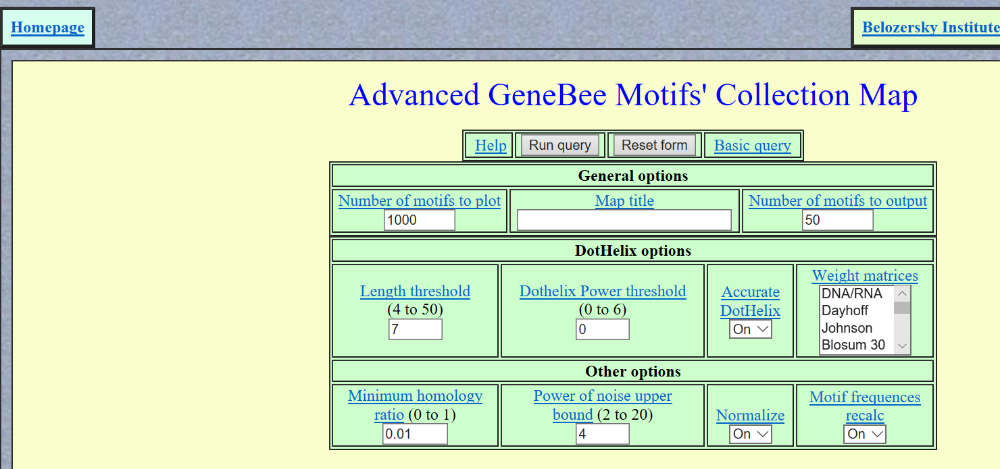 Homepage
Belozersky Institute
Advanced GeneBee Motifs' Collection Map
Help Run query Reset form Basic query
General options
Number of motifs to plot
1000
Map title
Number of motifs to output
50
DotHelix options
Length threshold
(4 to 50)
7
Dothelix Power threshold
(0 to 6)
0
Accurate
DotHelix
On
Weight matrices
DNA/RNA
Dayhoff
Johnson
Blosum 30
Other options
Minimum homology
ratio (0 to 1)
0.01
Power of noise upper
bound (2 to 20)
4
Normalize
On
Motif frequences
recalc
On